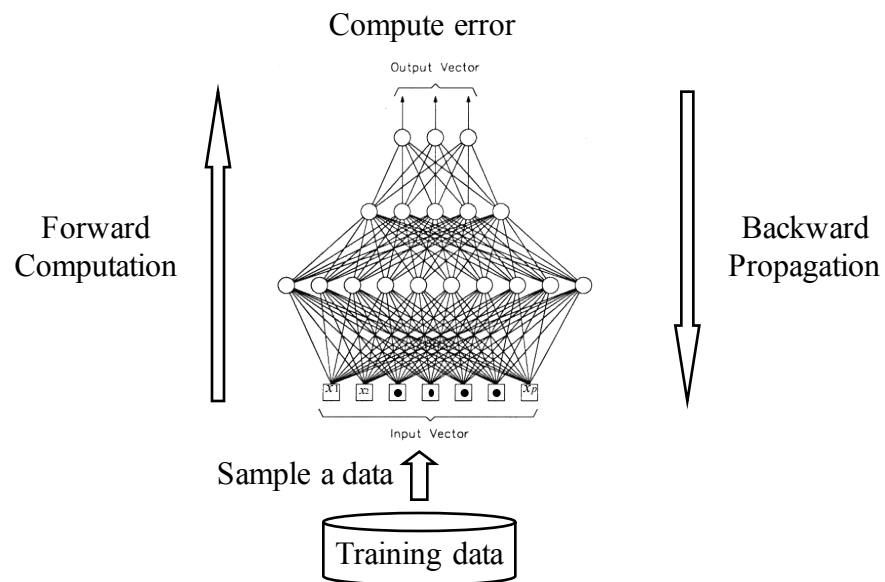 Compute error
Output Vector
Forward
Computation
Backward
Propagation
x1 x2 xp
Input Vector
Sample a data
Training data